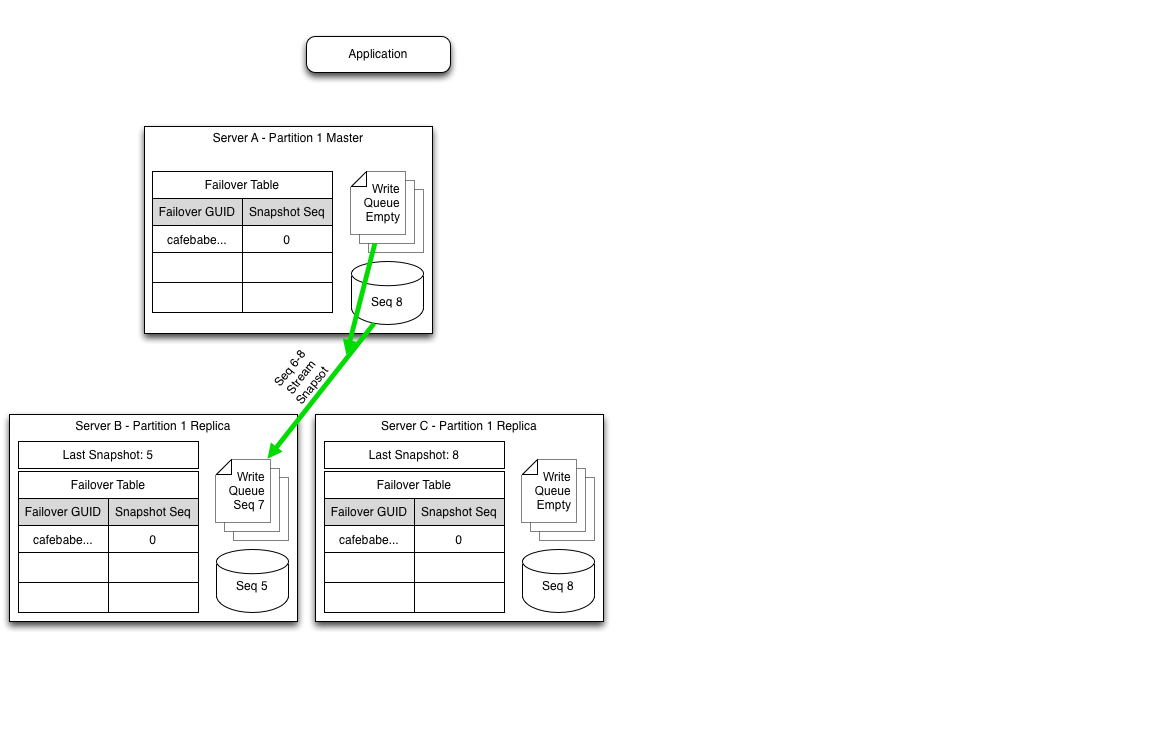 Application
Server A - Partition 1 Master
Failover Table
Failover GUID Snapshot Seq
cafebabe... 0
Write
Queue
Empty
Seq 8
Seq 6-8
Stream
Snapsot
Server B - Partition 1 Replica
Last Snapshot: 5
Failover Table
Failover GUID Snapshot Seq
cafebabe... 0
Write
Queue
Seq 7
Seq 5
Server C - Partition 1 Replica
Last Snapshot: 8
Failover Table
Failover GUID Snapshot Seq
cafebabe... 0
Write
Queue
Empty
Seq 8